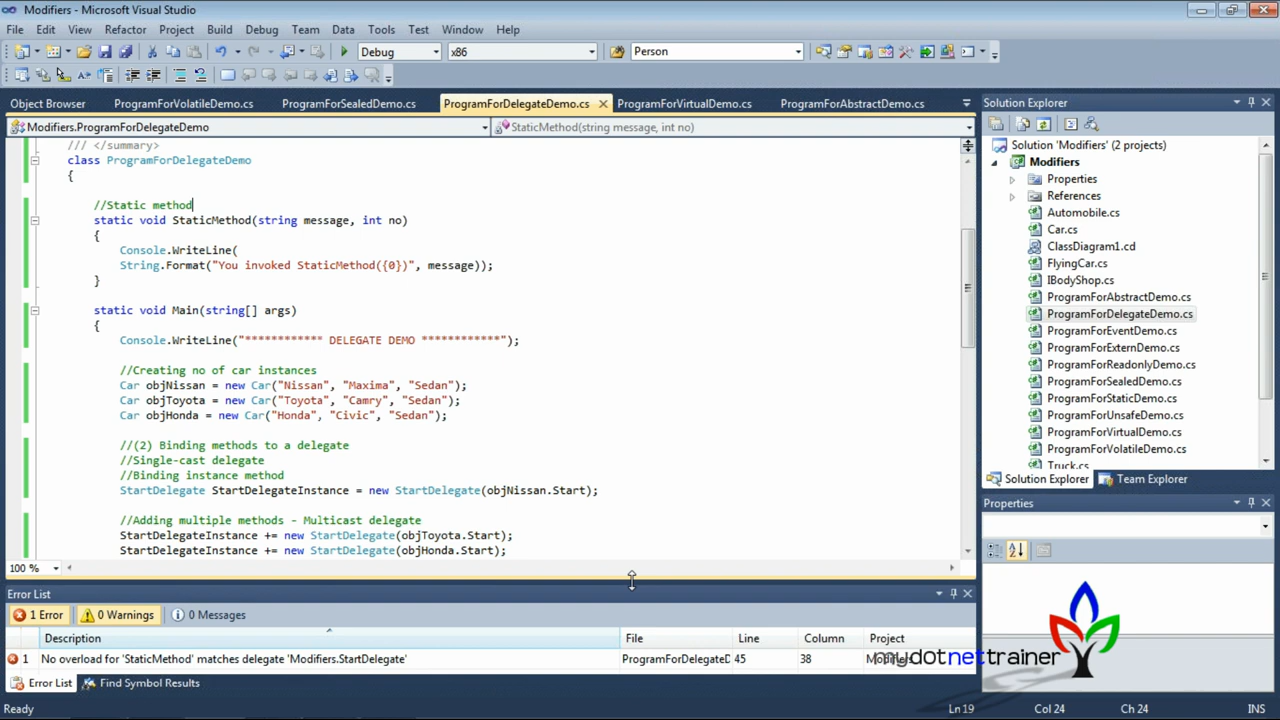 Modifiers - Microsoft Visual Studio
File Edit View Refactor Project Build Debug Team Data Tools Test Window Help
Debug x86 Person
Object Browser ProgramForVolatileDemo.cs ProgramForSealedDemo.cs ProgramForDelegateDemo.cs ProgramForVirtualDemo.cs ProgramForAbstractDemo.cs
Modifiers.ProgramForDelegateDemo StaticMethod(string message, int no)
/// </summary>
class ProgramForDelegateDemo
{
//Static method
static void StaticMethod(string message, int no)
{
Console.WriteLine(
String.Format("You invoked StaticMethod({0})", message));
}
static void Main(string[] args)
{
Console.WriteLine("************ DELEGATE DEMO ************");
//Creating no of car instances
Car objNissan = new Car("Nissan", "Maxima", "Sedan");
Car objToyota = new Car("Toyota", "Camry", "Sedan");
Car objHonda = new Car("Honda", "Civic", "Sedan");
//(2) Binding methods to a delegate
//Single-cast delegate
//Binding instance method
StartDelegate StartDelegateInstance = new StartDelegate(objNissan.Start);
//Adding multiple methods - Multicast delegate
StartDelegateInstance += new StartDelegate(objToyota.Start);
StartDelegateInstance += new StartDelegate(objHonda.Start);
100 %
Solution Explorer
Solution 'Modifiers' (2 projects)
Modifiers
Properties
References
Automobile.cs
Car.cs
ClassDiagram1.cd
FlyingCar.cs
IBodyShop.cs
ProgramForAbstractDemo.cs
ProgramForDelegateDemo.cs
ProgramForEventDemo.cs
ProgramForExternDemo.cs
ProgramForReadonlyDemo.cs
ProgramForSealedDemo.cs
ProgramForStaticDemo.cs
ProgramForUnsafeDemo.cs
ProgramForVirtualDemo.cs
ProgramForVolatileDemo.cs
Truck.cs
Solution Explorer Team Explorer
Properties
Error List
1 Error 0 Warnings 0 Messages
Description File Line Column Project
1 No overload for 'StaticMethod' matches delegate 'Modifiers.StartDelegate' ProgramForDelegateD 45 38
mydotnettrainer
Error List Find Symbol Results
Ln 19 Col 24 Ch 24 INS